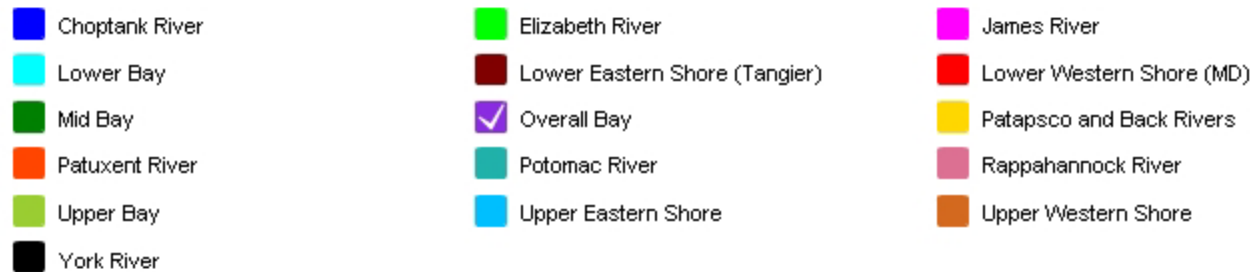 Choptank River
Elizabeth River
James River
Lower Bay
Lower Eastern Shore (Tangier)
Lower Western Shore (MD)
Mid Bay
Overall Bay
Patapsco and Back Rivers
Patuxent River
Potomac River
Rappahannock River
Upper Bay
Upper Eastern Shore
Upper Western Shore
York River